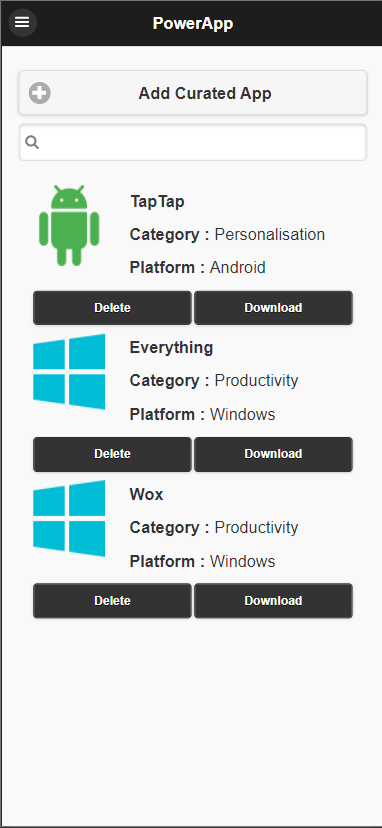 PowerApp
Add Curated App
TapTap
Category : Personalisation
Platform : Android
Delete Download
Everything
Category : Productivity
Platform : Windows
Delete Download
Wox
Category : Productivity
Platform : Windows
Delete Download